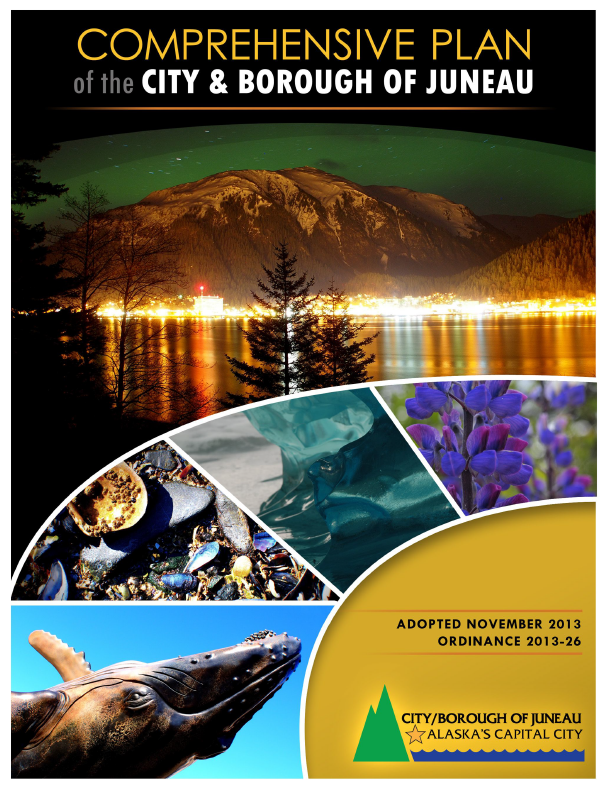 COMPREHENSIVE PLAN
of the CITY & BOROUGH OF JUNEAU
ADOPTED NOVEMBER 2013
ORDINANCE 2013-26
CITY/BOROUGH OF JUNEAU
ALASKA'S CAPITAL CITY